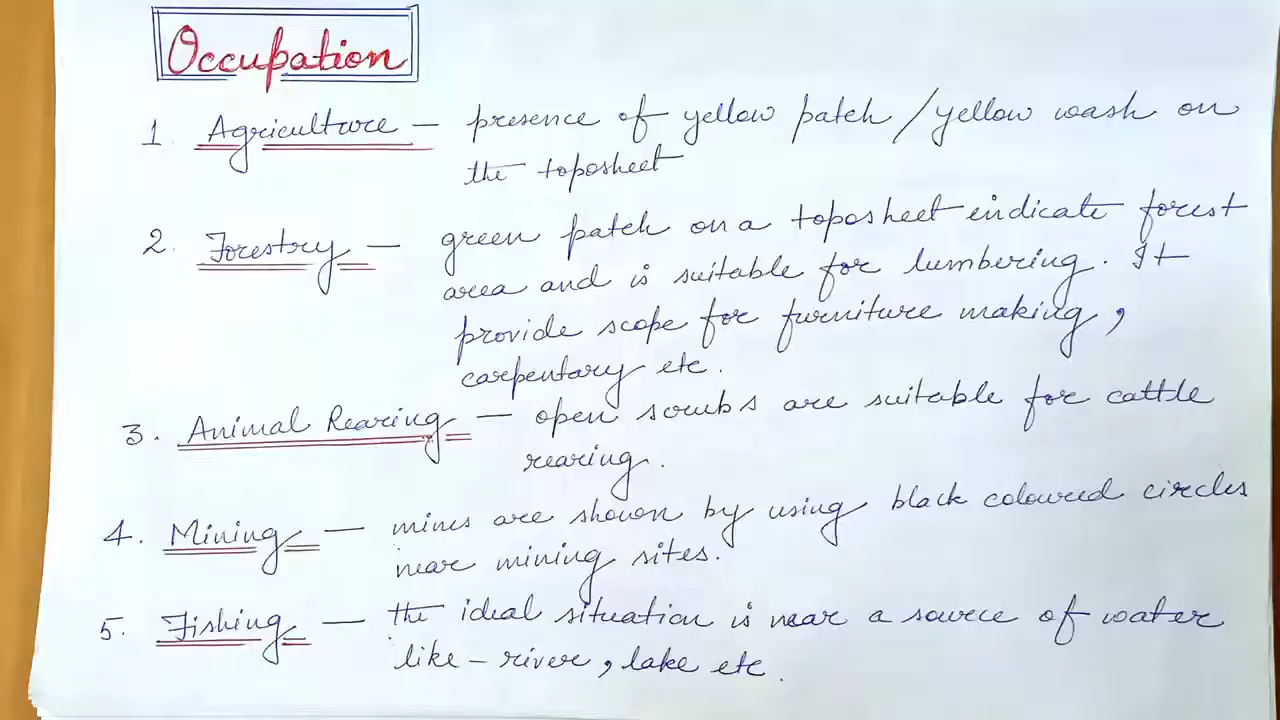 Occupation
1. Agriculture – presence of yellow patch / yellow wash on
the toposheet
2. Forestry – green patch on a toposheet indicate forest
area and is suitable for lumbering. It
provide scope for furniture making,
carpentary etc.
3. Animal Rearing – open scrubs are suitable for cattle
rearing.
4. Mining – mines are shown by using black coloured circles
near mining sites.
5. Fishing – the ideal situation is near a source of water
like – river, lake etc.